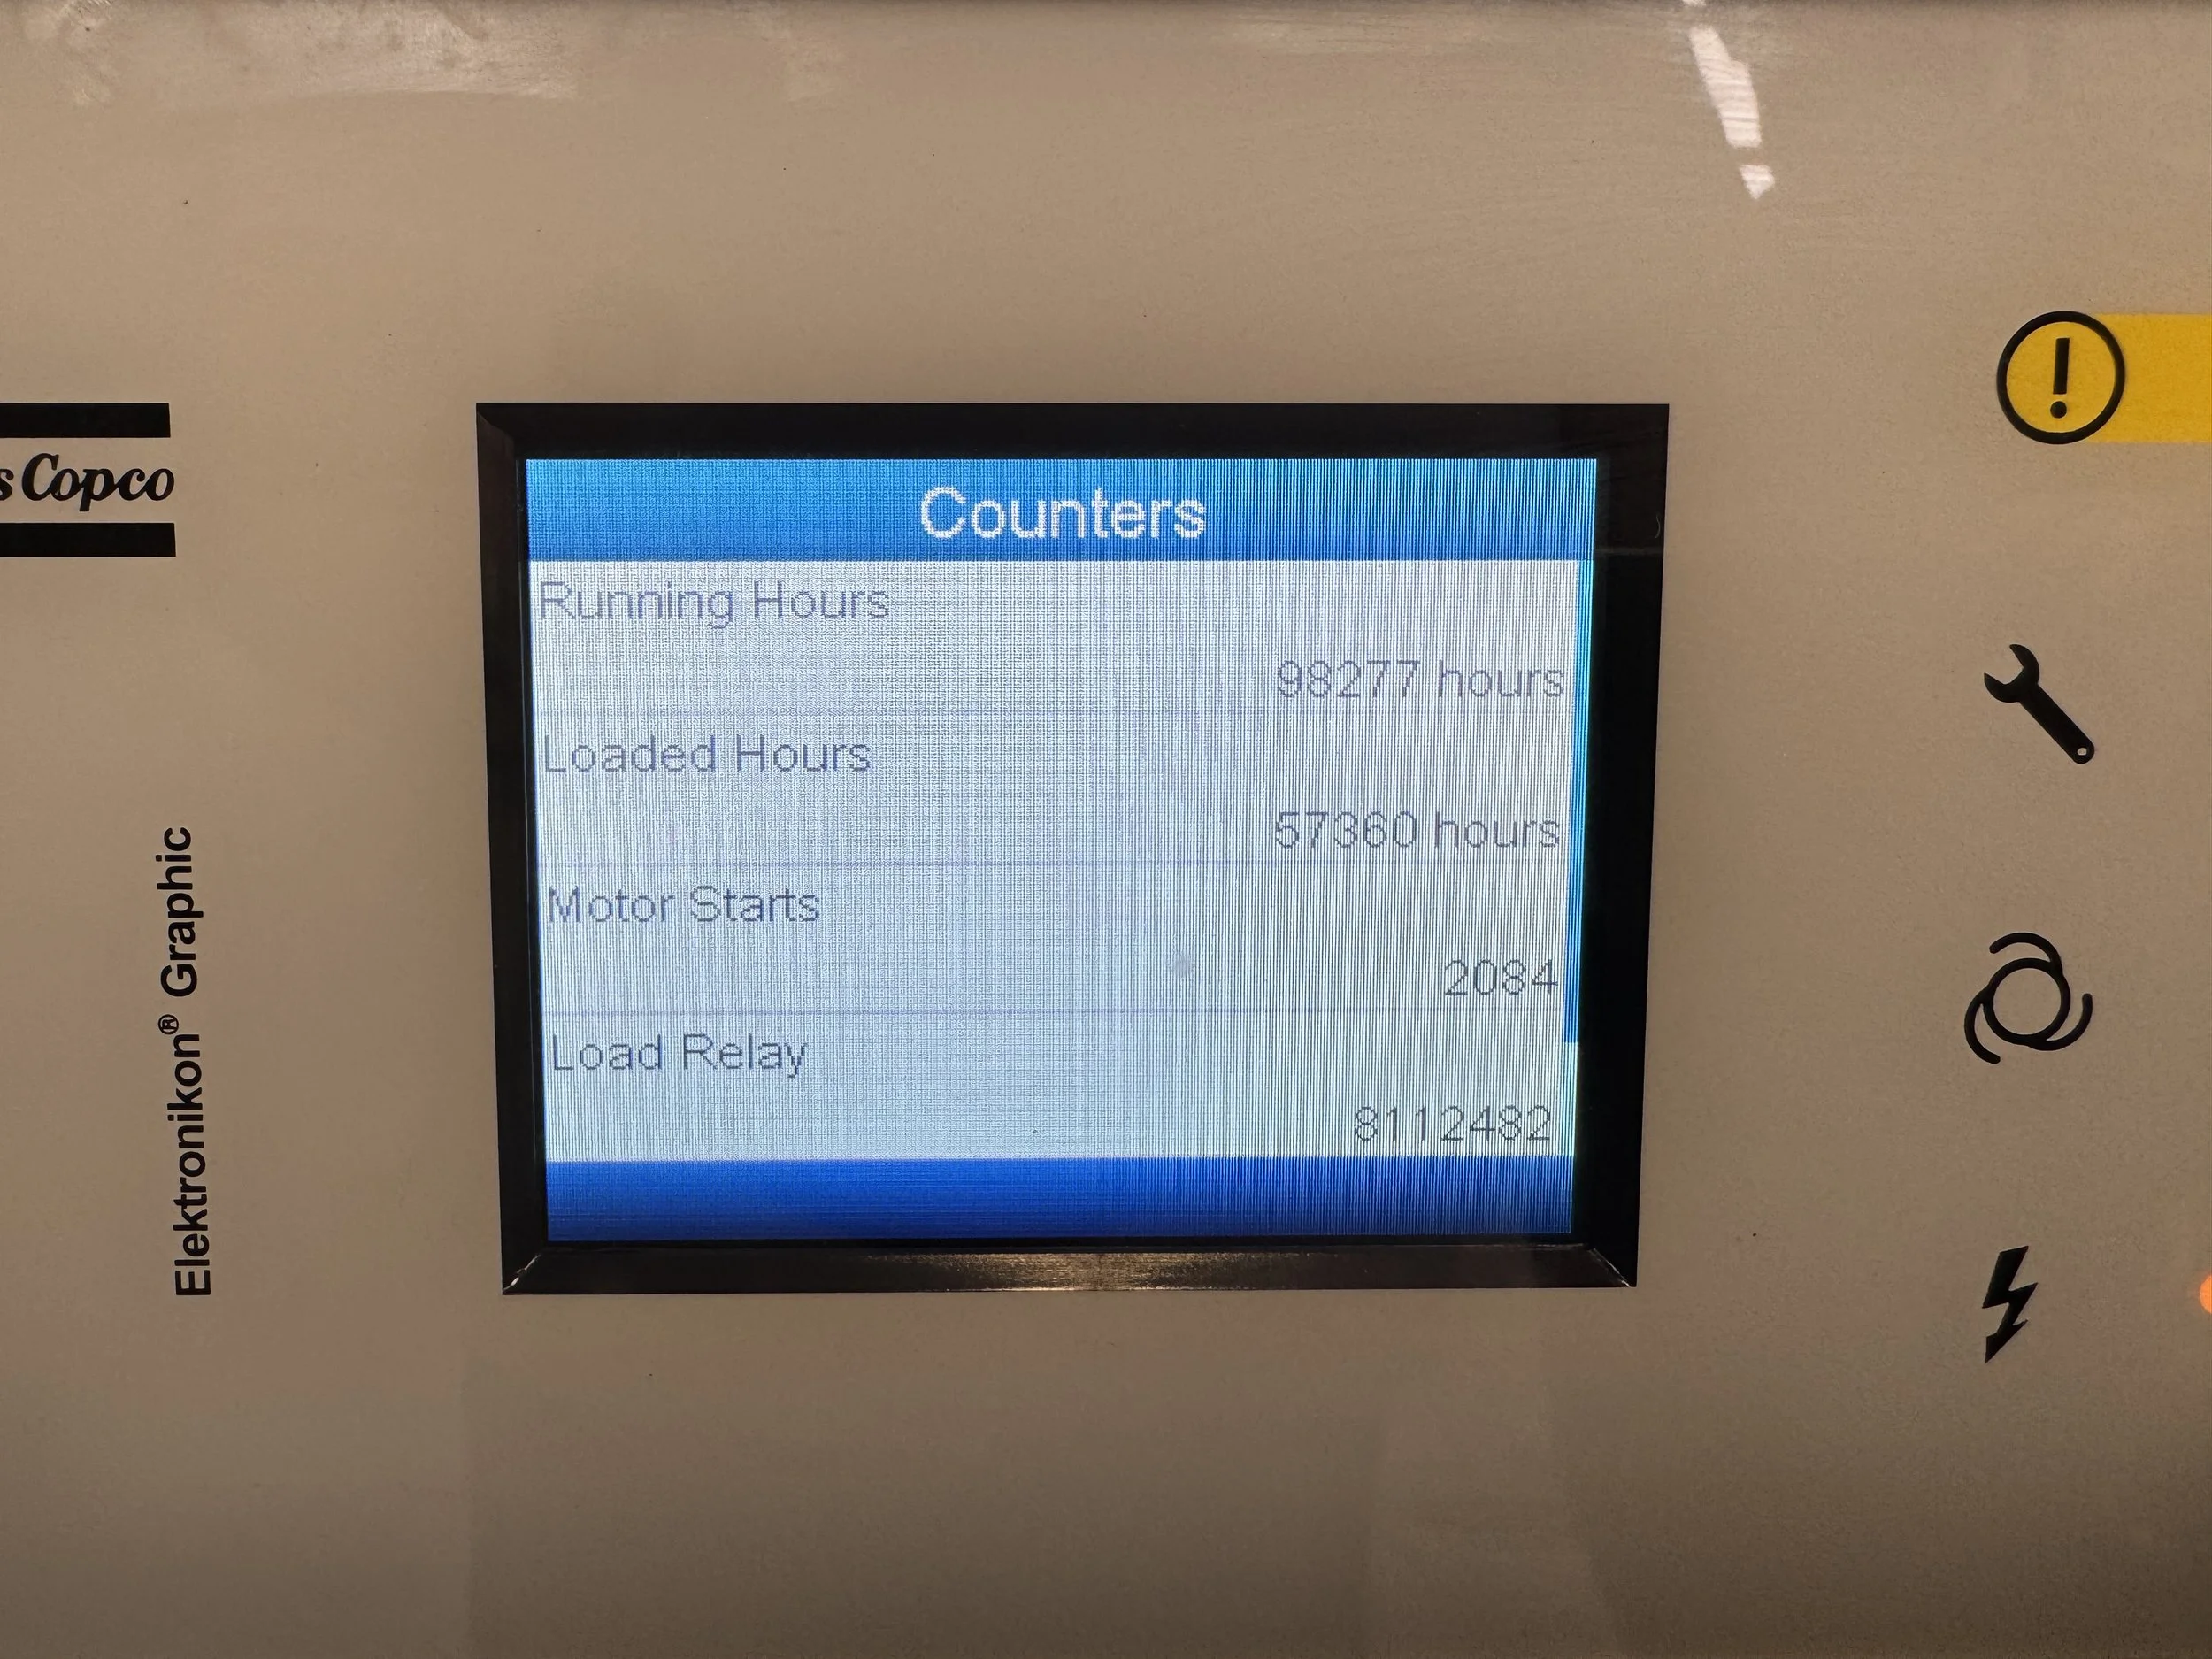 s Copco
Elektronikon® Graphic
Counters
Running Hours
98277 hours
Loaded Hours
57360 hours
Motor Starts
2084
Load Relay
8112482